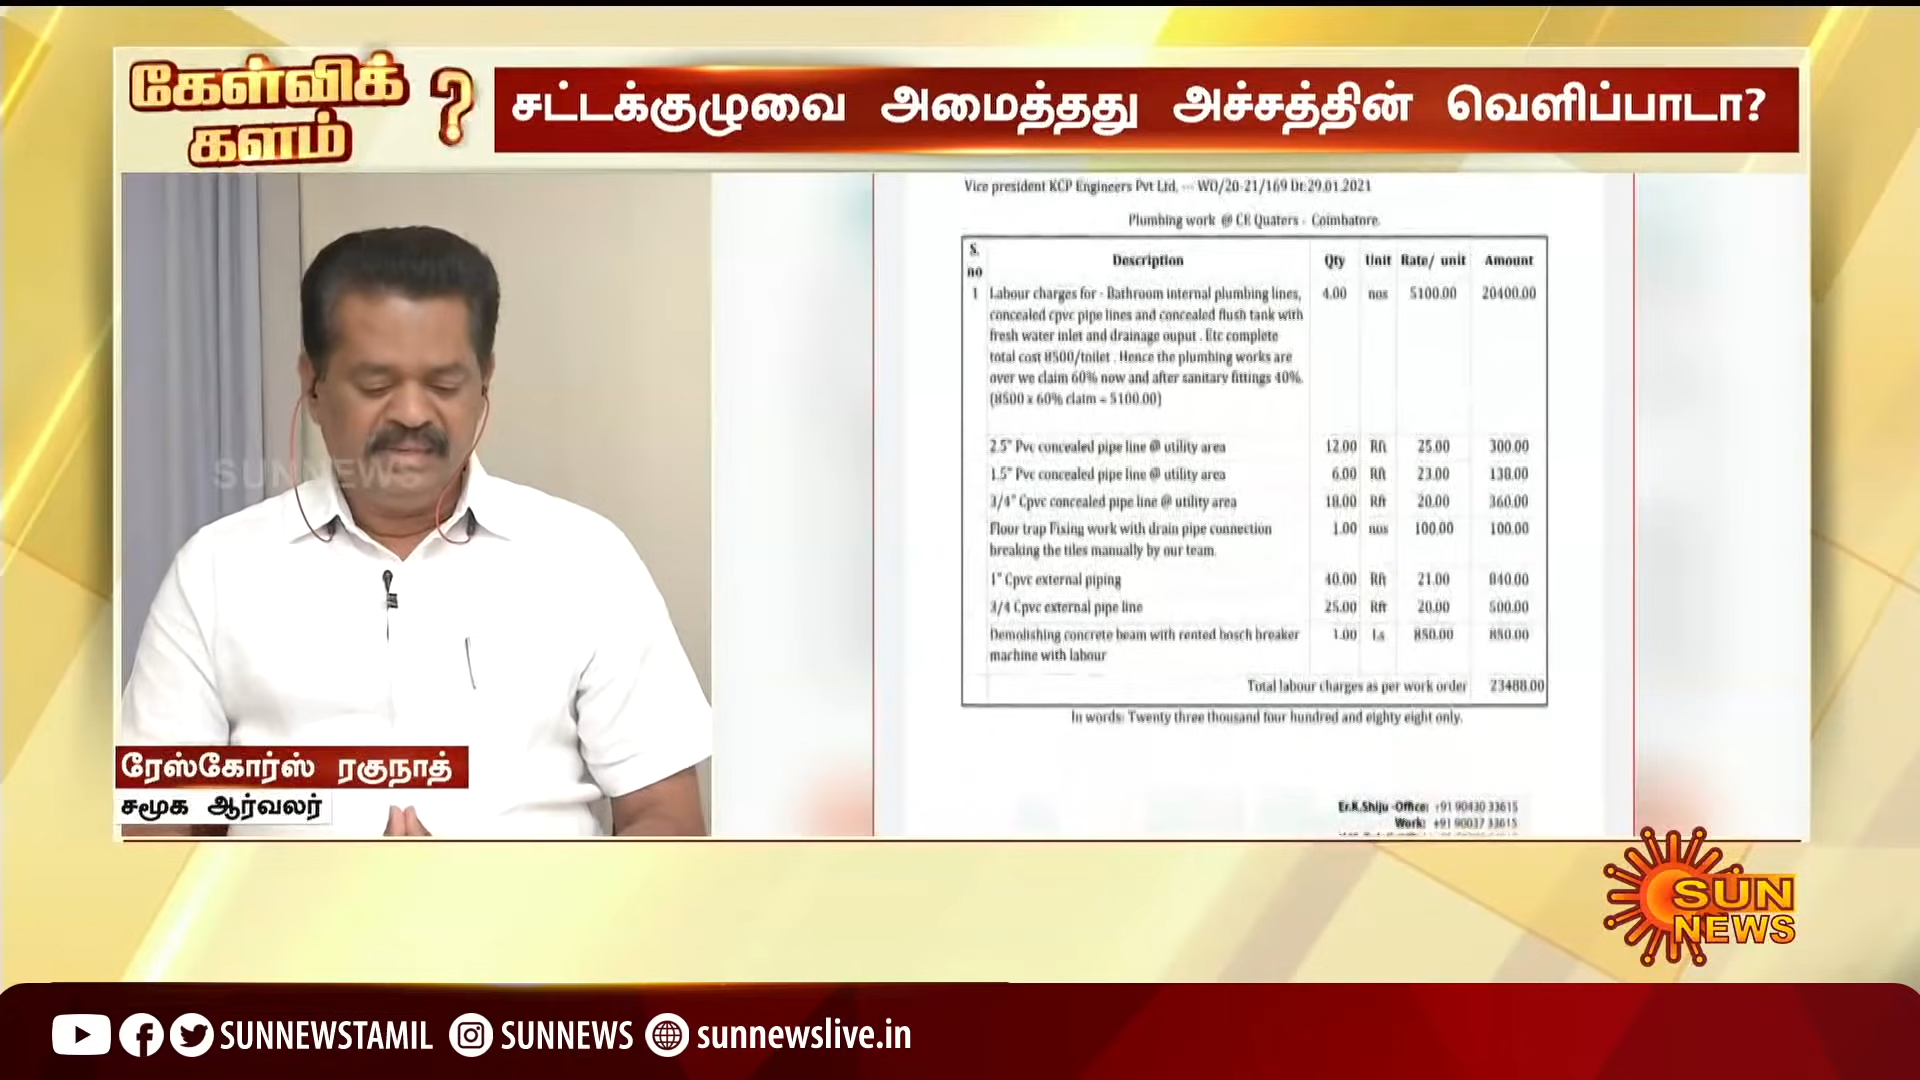 கேள்விக்
களம்
?
சட்டக்குழுவை அமைத்தது அச்சத்தின் வெளிப்பாடா?
SUNNEWS
ரேஸ்கோர்ஸ் ரகுநாத்
சமூக ஆர்வலர்
Vice president KCP Engineers Pvt Ltd, --- WO/20-21/169 Dt:29.01.2021
Plumbing work @ CR Quaters - Coimbatore.
S.no Description Qty Unit Rate/ unit Amount
1 Labour charges for - Bathroom internal plumbing lines, 4.00 nos 5100.00 20400.00
concealed cpvc pipe lines and concealed flush tank with
fresh water inlet and drainage ouput . Etc complete
total cost 8500/toilet . Hence the plumbing works are
over we claim 60% now and after sanitary fittings 40%.
(8500 x 60% claim = 5100.00)
2.5" Pvc concealed pipe line @ utility area 12.00 Rft 25.00 300.00
1.5" Pvc concealed pipe line @ utility area 6.00 Rft 23.00 138.00
3/4" Cpvc concealed pipe line @ utility area 18.00 Rft 20.00 360.00
Floor trap Fixing work with drain pipe connection 1.00 nos 100.00 100.00
breaking the tiles manually by our team.
1" Cpvc external piping 40.00 Rft 21.00 840.00
3/4 Cpvc external pipe line 25.00 Rft 20.00 500.00
Demolishing concrete beam with rented bosch breaker 1.00 Ls 850.00 850.00
machine with labour
Total labour charges as per work order 23488.00
In words: Twenty three thousand four hundred and eighty eight only.
Er.K.Shiju -Office: +91 90430 33615
Work: +91 90037 33615
SUN
NEWS
SUNNEWSTAMIL SUNNEWS sunnewslive.in